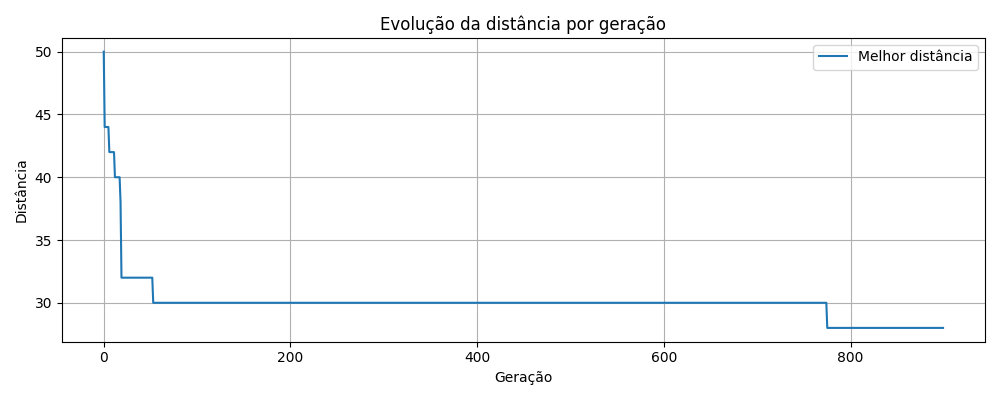 Evolução da distância por geração
Melhor distância
Distância
50
45
40
35
30
0 200 400 600 800
Geração